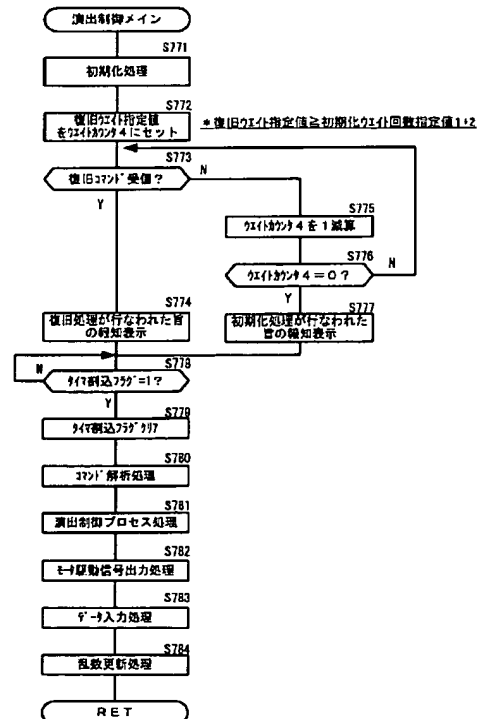 演出制御メイン
S771
初期化処理
S772
復旧ウエイト指定値
をウエイトカウンタ4にセット
*復旧ウエイト指定値≧初期化ウエイト回数指定値1+2
S773
復旧コマンド受信?
N
Y
S775
ウエイトカウンタ4を1減算
S776
ウエイトカウンタ4=0?
N
Y
S774
復旧処理が行なわれた旨
の報知表示
S777
初期化処理が行なわれた
旨の報知表示
S778
N
タイマ割込フラグ=1?
Y
S779
タイマ割込フラグクリア
S780
コマンド解析処理
S781
演出制御プロセス処理
S782
モータ駆動信号出力処理
S783
データ入力処理
S784
乱数更新処理
RET